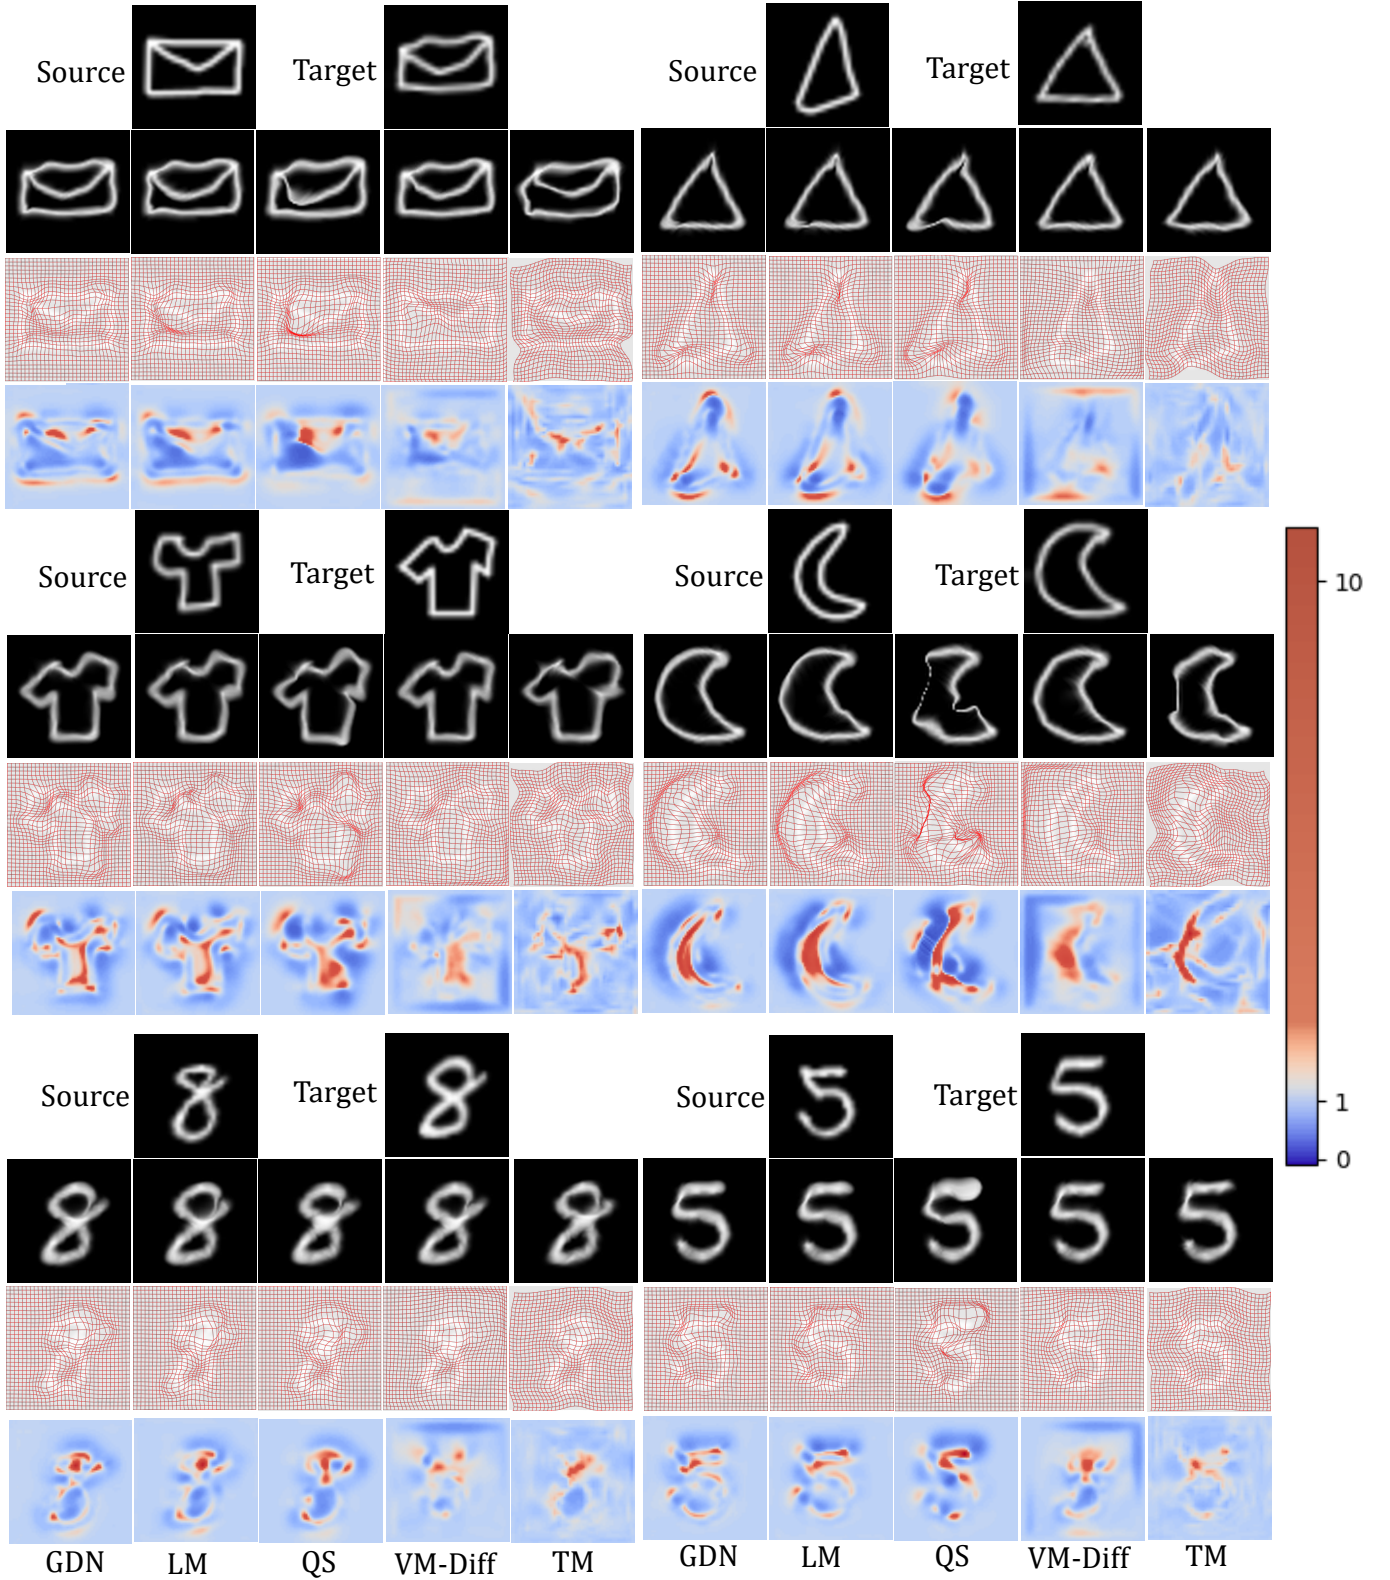 Source Target Source Target
Source Target Source Target
10
1
0
Source Target Source Target
GDN LM QS VM-Diff TM GDN LM QS VM-Diff TM